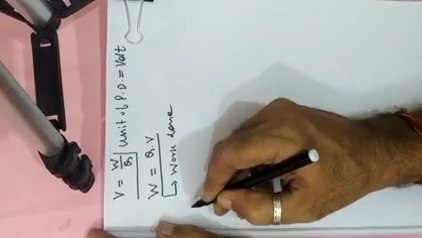 V = W/Q unit of P.D. = Volt
W = Q.V
↳ Work done